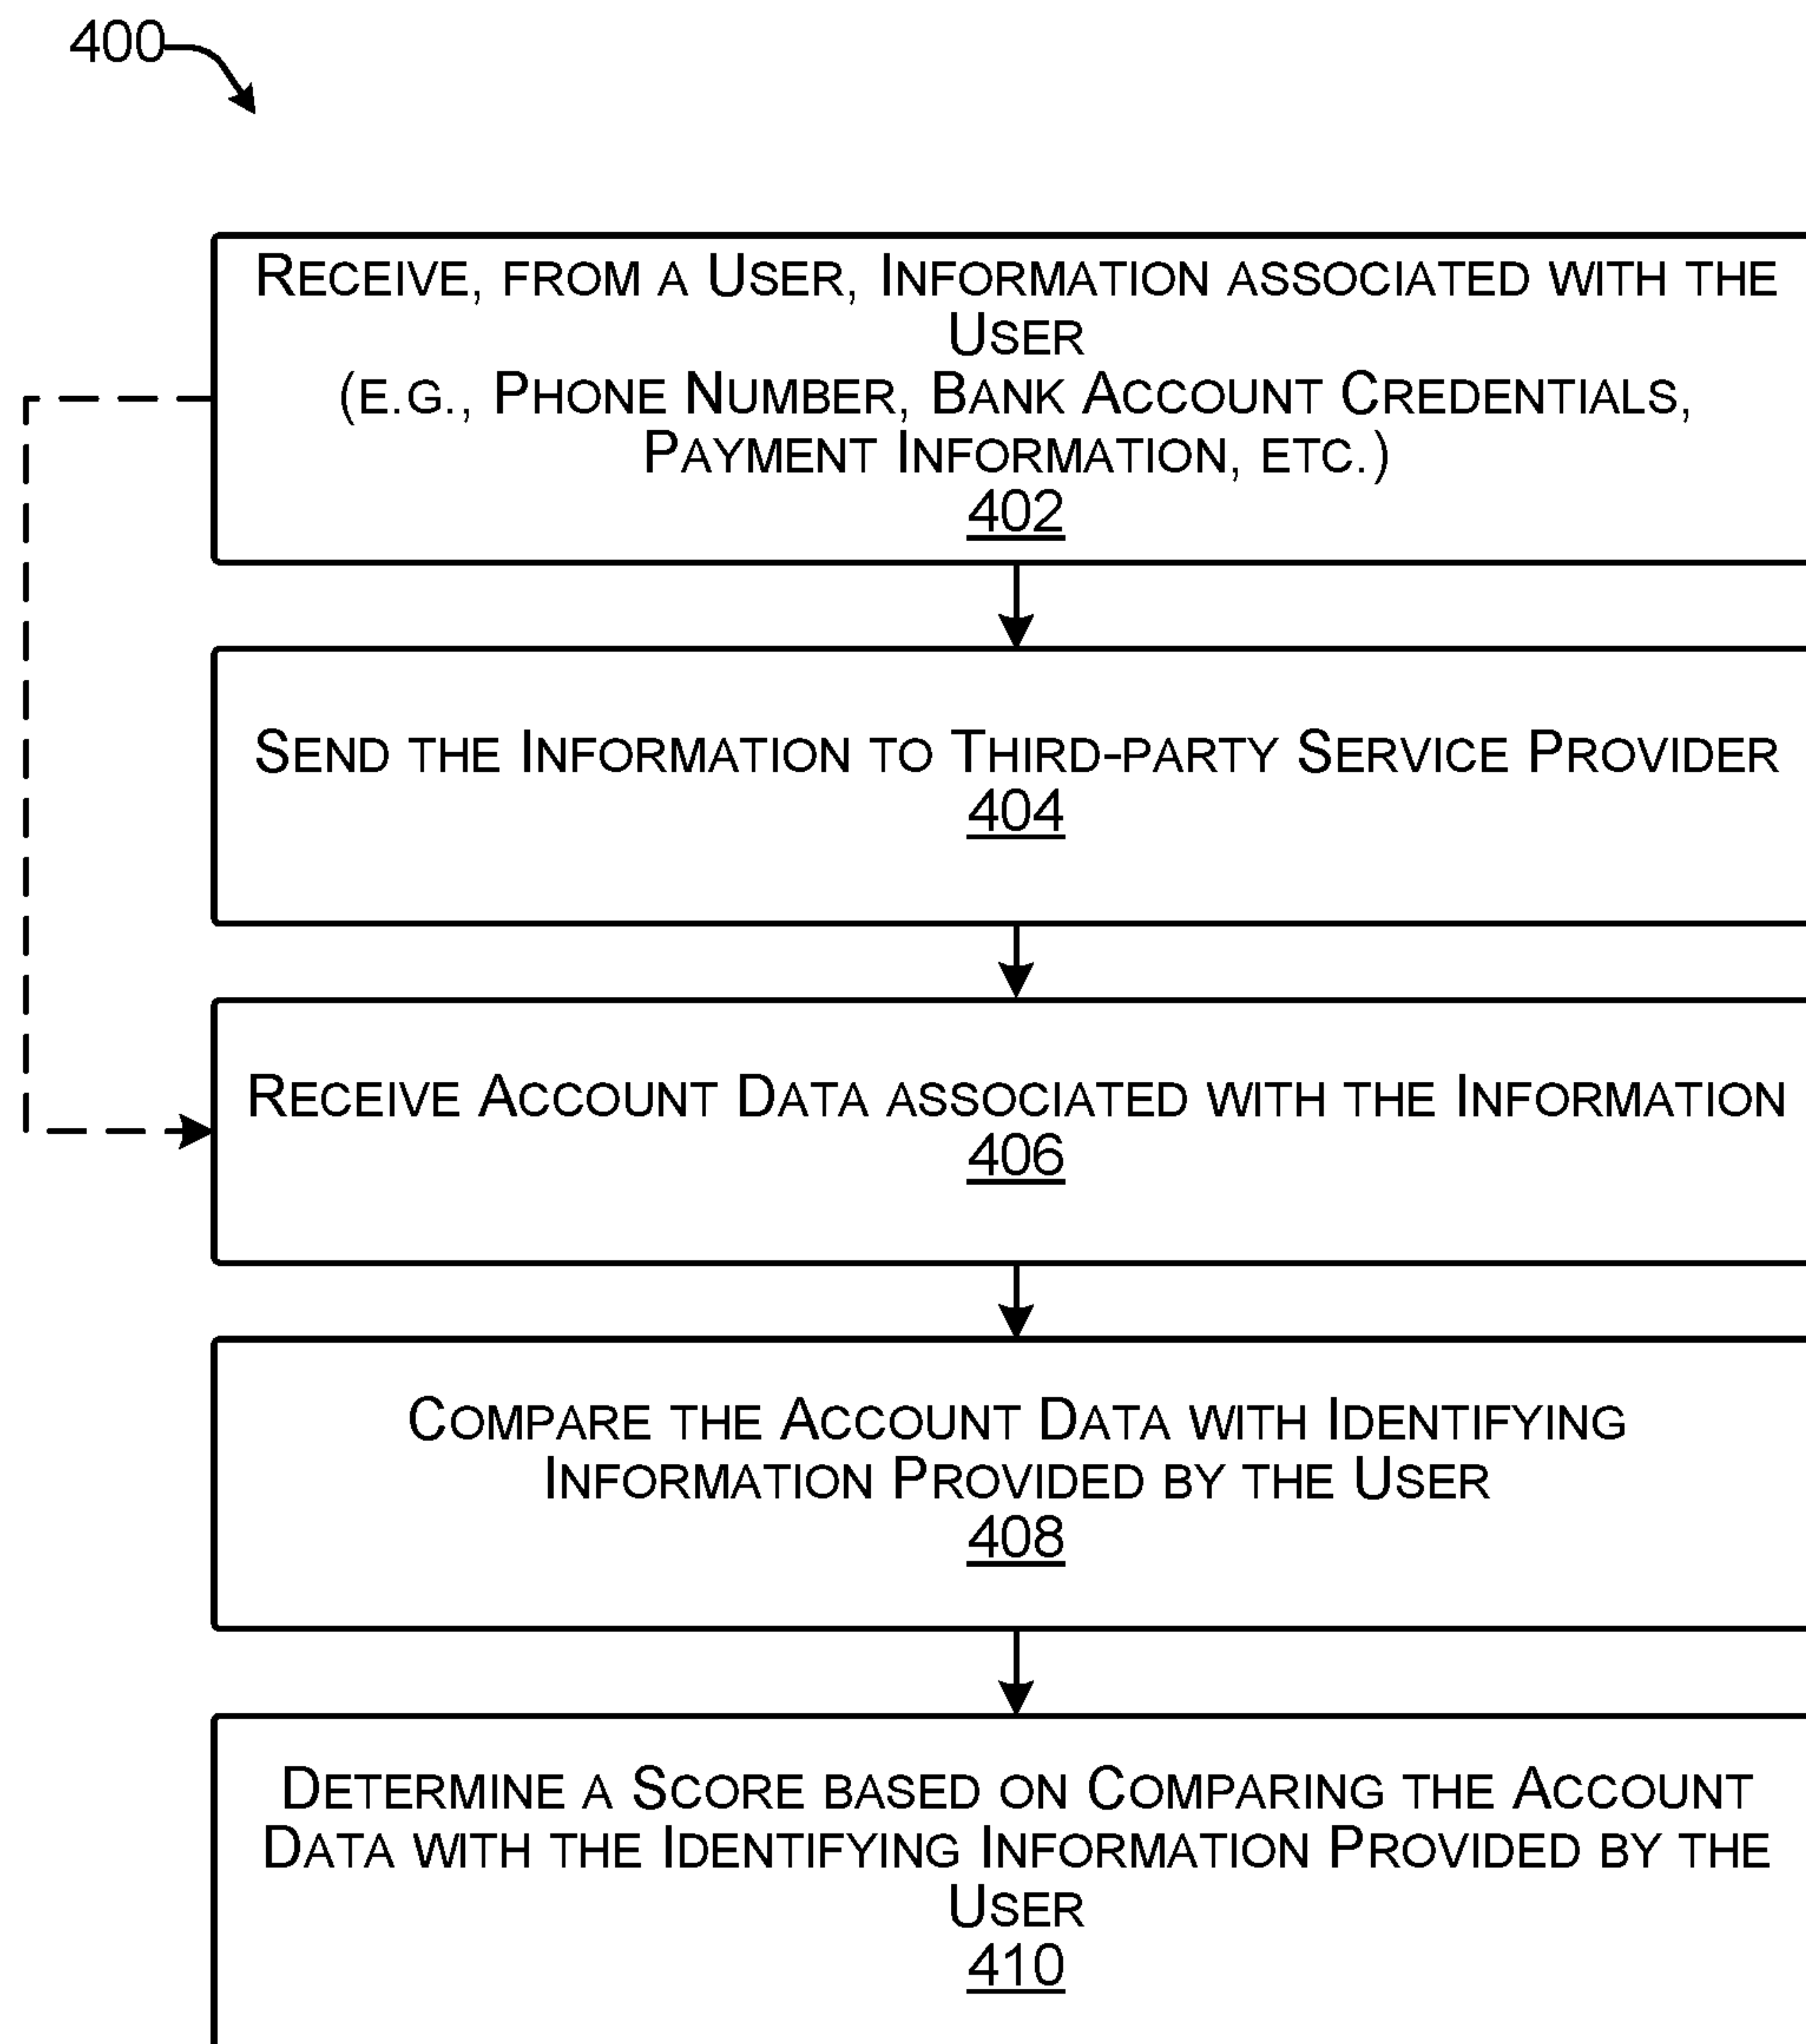 400
Receive, from a User, Information associated with the
User
(e.g., Phone Number, Bank Account Credentials,
Payment Information, etc.)
402
Send the Information to Third-party Service Provider
404
Receive Account Data associated with the Information
406
Compare the Account Data with Identifying
Information Provided by the User
408
Determine a Score based on Comparing the Account
Data with the Identifying Information Provided by the
User
410